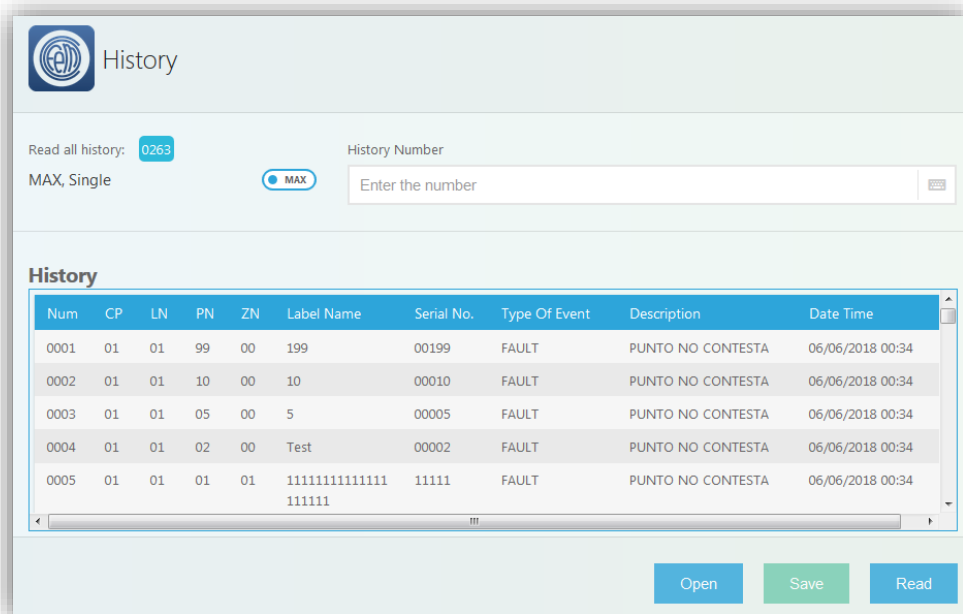 History
Read all history: 0263
History Number
MAX, Single
MAX
Enter the number
History
Num CP LN PN ZN Label Name Serial No. Type Of Event Description Date Time
0001 01 01 99 00 199 00199 FAULT PUNTO NO CONTESTA 06/06/2018 00:34
0002 01 01 10 00 10 00010 FAULT PUNTO NO CONTESTA 06/06/2018 00:34
0003 01 01 05 00 5 00005 FAULT PUNTO NO CONTESTA 06/06/2018 00:34
0004 01 01 02 00 Test 00002 FAULT PUNTO NO CONTESTA 06/06/2018 00:34
0005 01 01 01 01 11111111111111 11111 FAULT PUNTO NO CONTESTA 06/06/2018 00:34
111111
Open Save Read